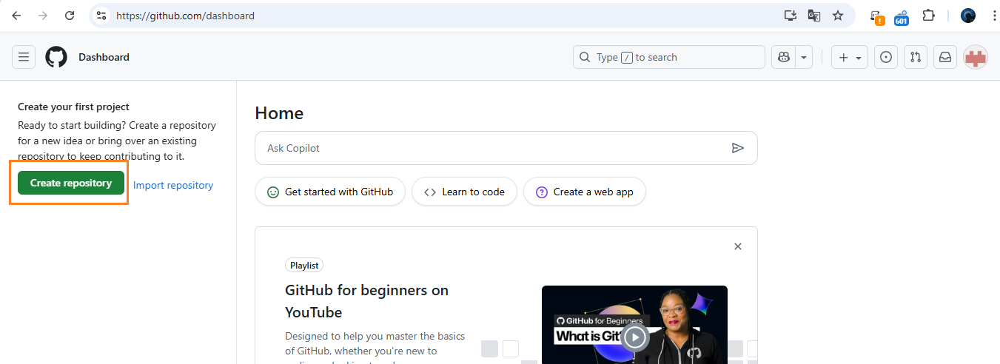 https://github.com/dashboard
601
Dashboard
Type / to search
Create your first project
Ready to start building? Create a repository
for a new idea or bring over an existing
repository to keep contributing to it.
Create repository
Import repository
Home
Ask Copilot
Get started with GitHub
Learn to code
Create a web app
Playlist
GitHub for beginners on
YouTube
Designed to help you master the basics
of GitHub, whether you're new to
GitHub for Beginners
What is Git